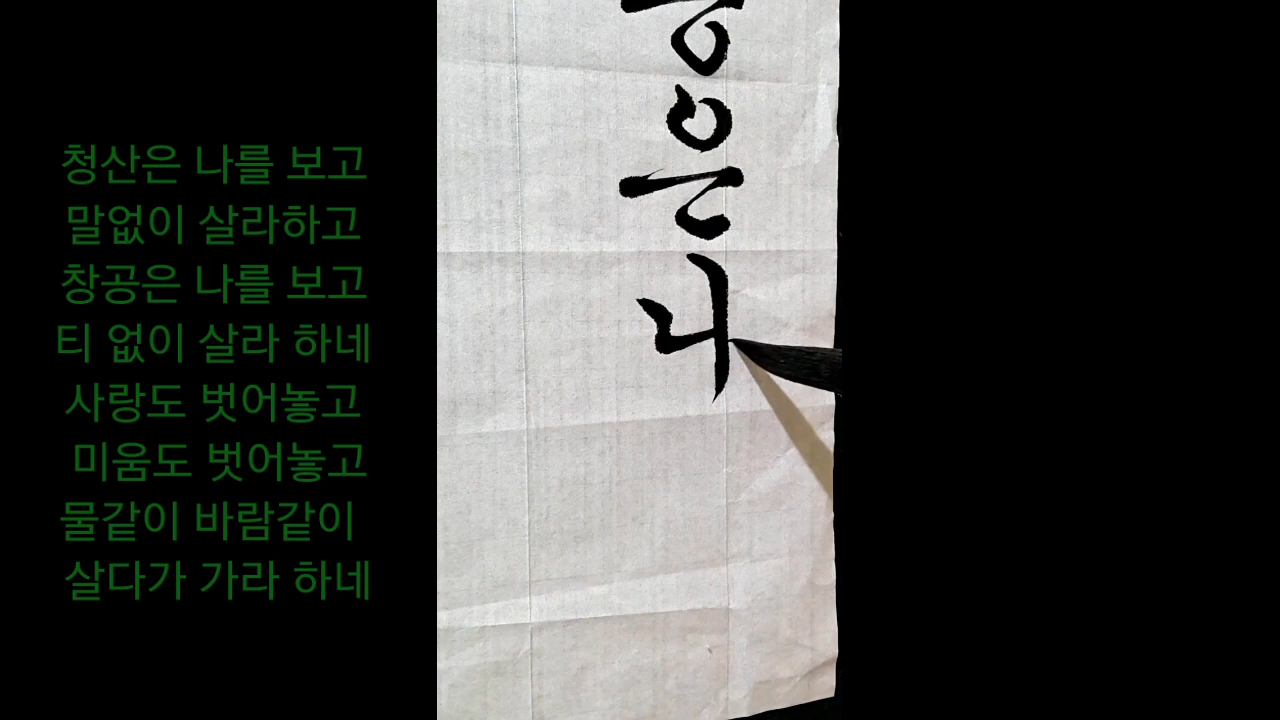 청산은 나를 보고
말없이 살라하고
창공은 나를 보고
티 없이 살라 하네
사랑도 벗어놓고
미움도 벗어놓고
물같이 바람같이
살다가 가라 하네
은나